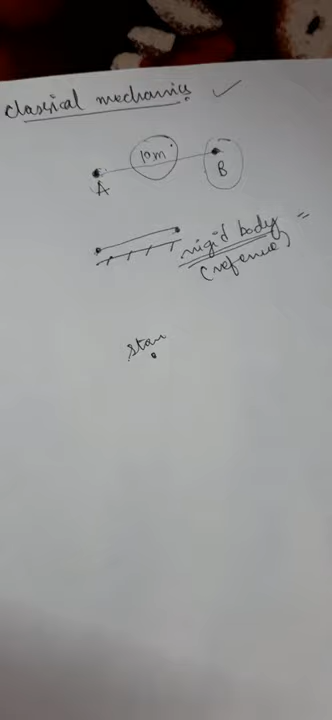 classical mechanics
10m
A
B
rigid body
(reference)
star